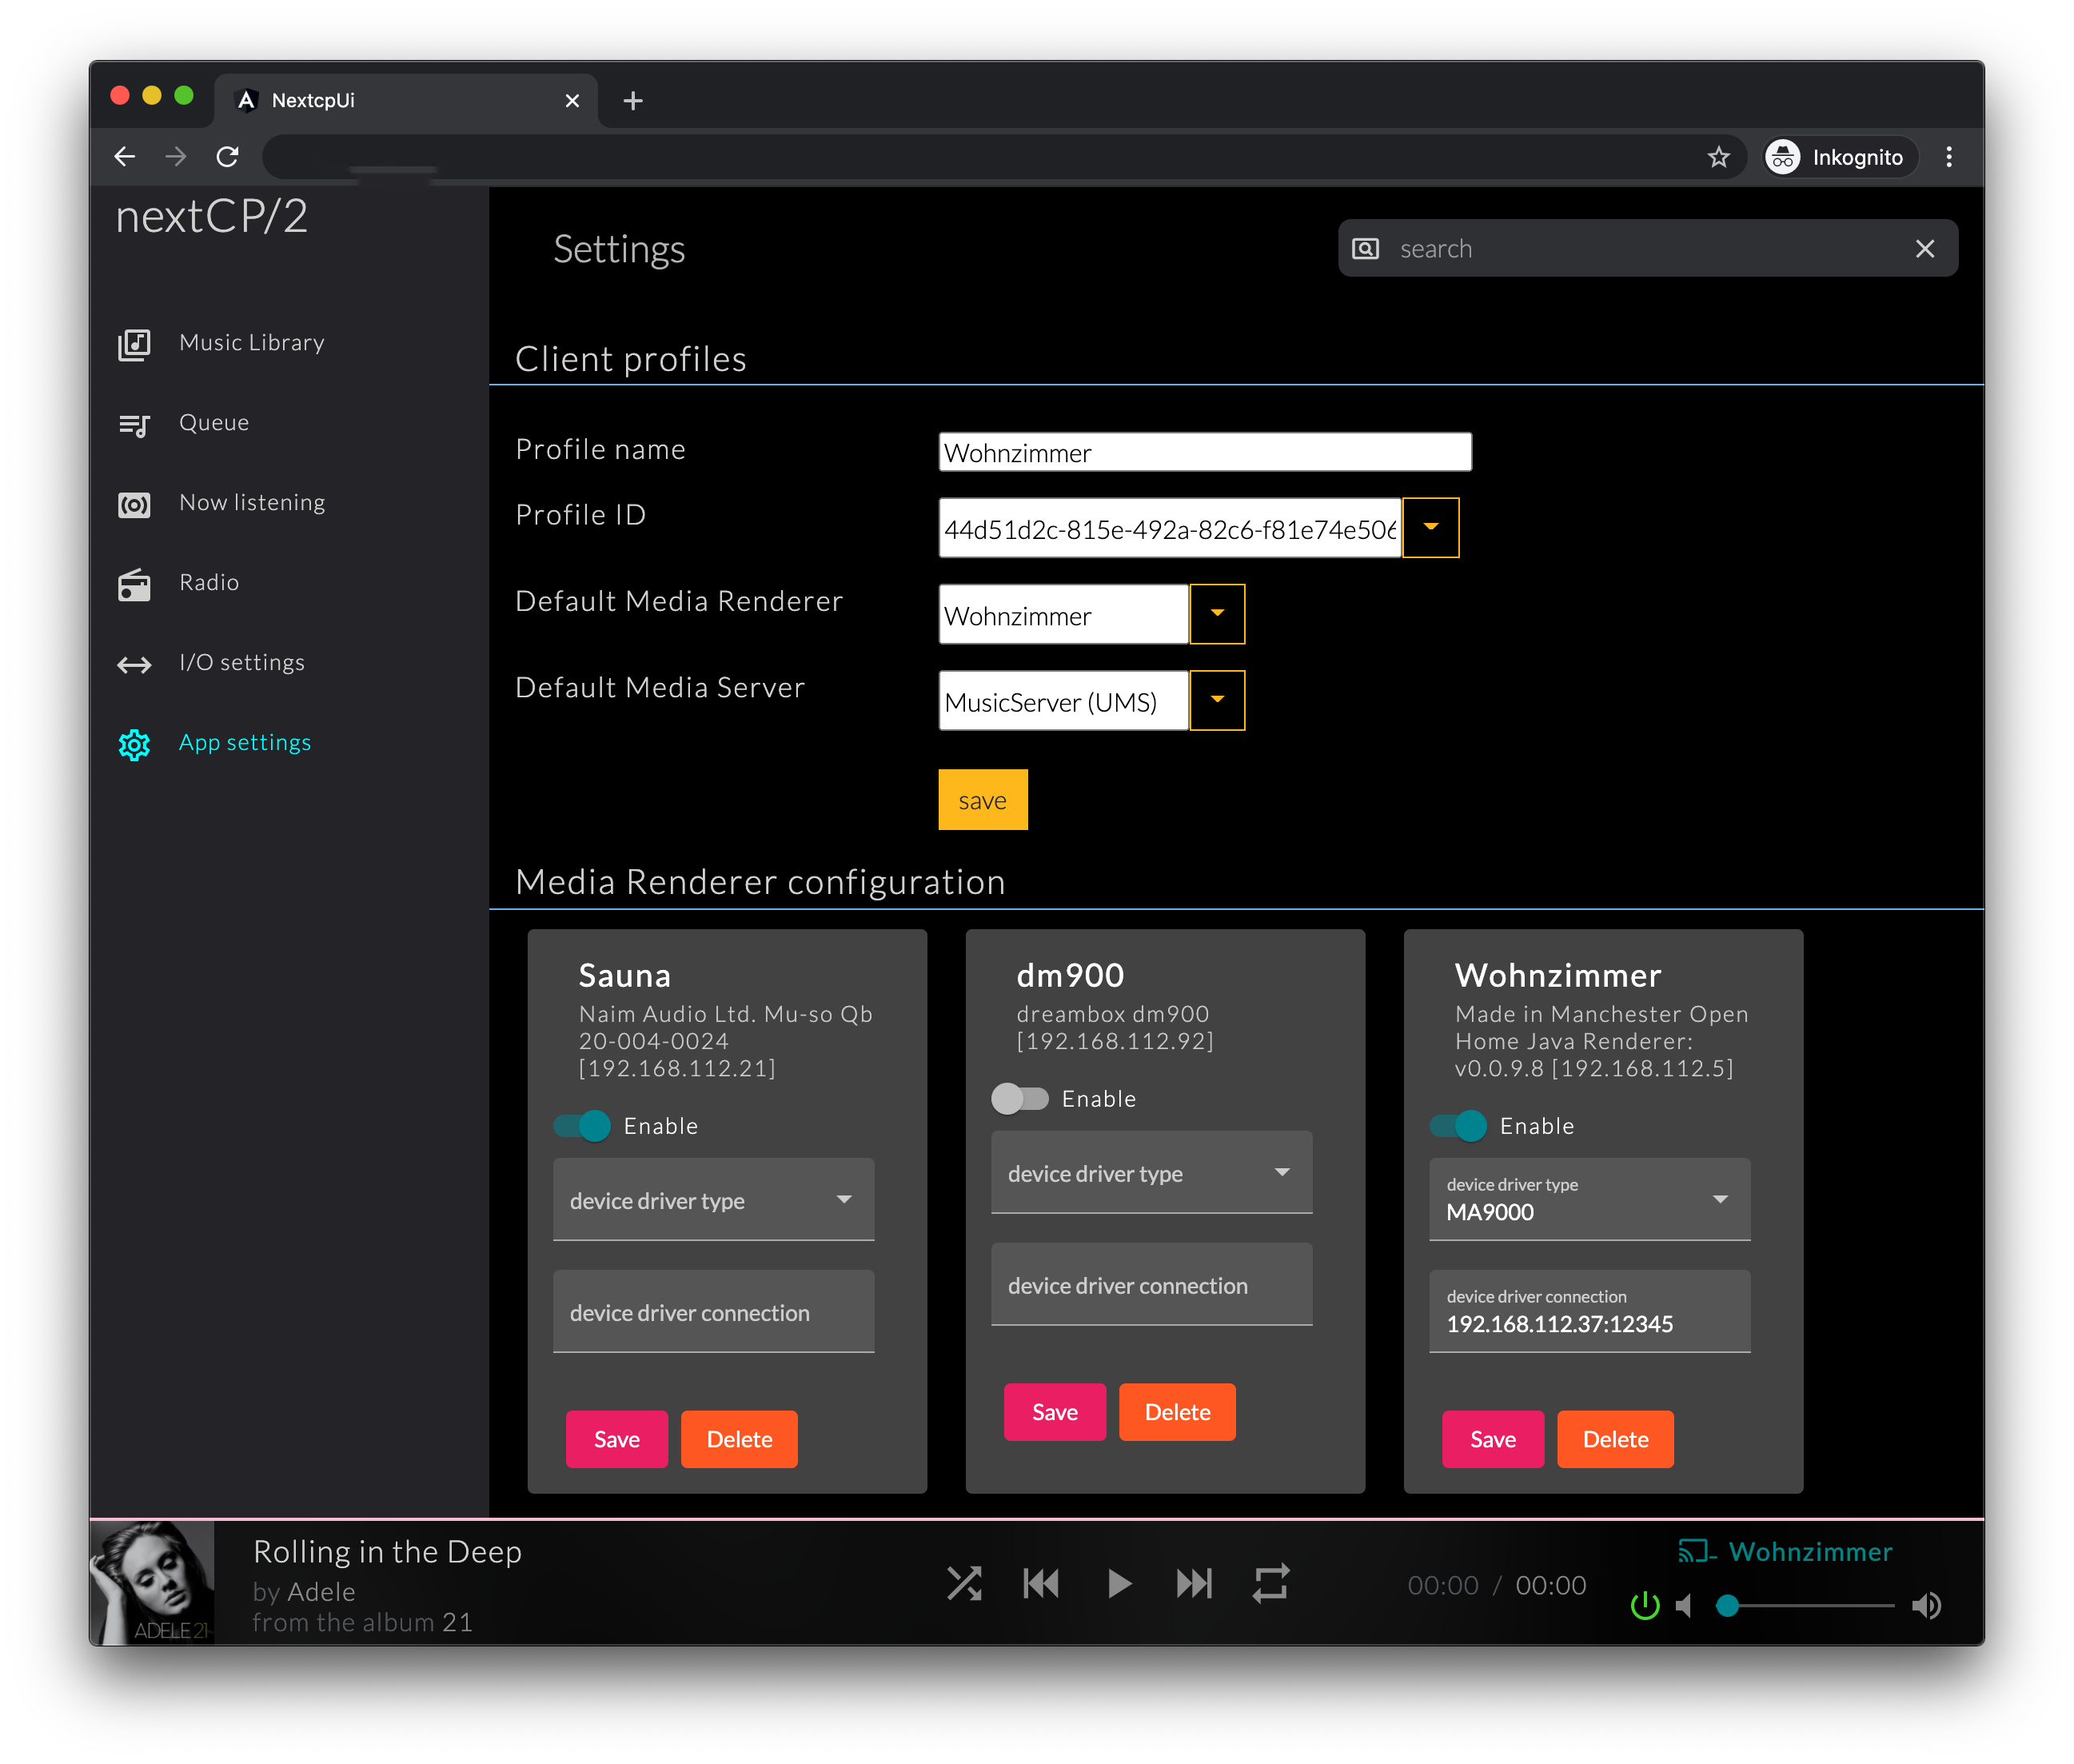 NextcpUi
Inkognito
nextCP/2
Music Library
Queue
Now listening
Radio
I/O settings
App settings
Settings
search
Client profiles
Profile name
Wohnzimmer
Profile ID
44d51d2c-815e-492a-82c6-f81e74e506
Default Media Renderer
Wohnzimmer
Default Media Server
MusicServer (UMS)
save
Media Renderer configuration
Sauna
Naim Audio Ltd. Mu-so Qb
20-004-0024
[192.168.112.21]
Enable
device driver type
device driver connection
Save
Delete
dm900
dreambox dm900
[192.168.112.92]
Enable
device driver type
device driver connection
Save
Delete
Wohnzimmer
Made in Manchester Open
Home Java Renderer:
v0.0.9.8 [192.168.112.5]
Enable
device driver type
MA9000
device driver connection
192.168.112.37:12345
Save
Delete
ADELE 21
Rolling in the Deep
by Adele
from the album 21
00:00 / 00:00
Wohnzimmer